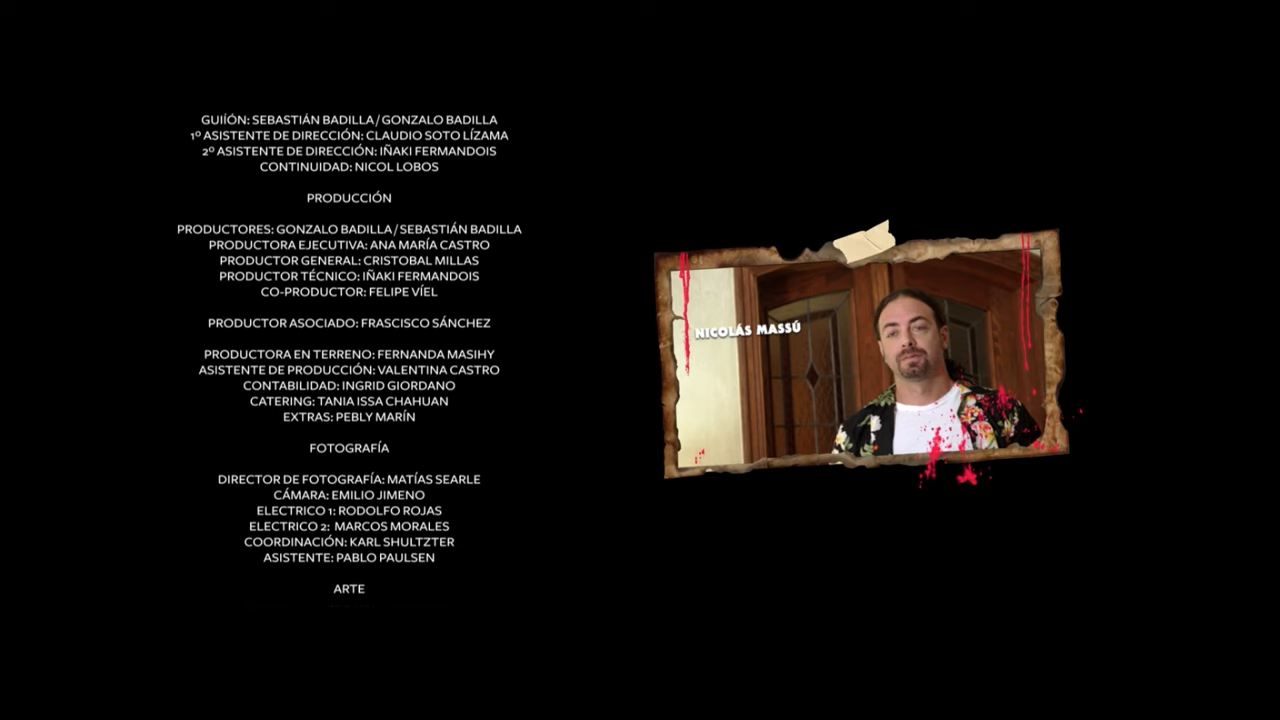 GUIÍÓN: SEBASTIÁN BADILLA / GONZALO BADILLA
1º ASISTENTE DE DIRECCIÓN: CLAUDIO SOTO LÍZAMA
2º ASISTENTE DE DIRECCIÓN: IÑAKI FERMANDOIS
CONTINUIDAD: NICOL LOBOS
PRODUCCIÓN
PRODUCTORES: GONZALO BADILLA / SEBASTIÁN BADILLA
PRODUCTORA EJECUTIVA: ANA MARÍA CASTRO
PRODUCTOR GENERAL: CRISTOBAL MILLAS
PRODUCTOR TÉCNICO: IÑAKI FERMANDOIS
CO-PRODUCTOR: FELIPE VÍEL
PRODUCTOR ASOCIADO: FRASCISCO SÁNCHEZ
PRODUCTORA EN TERRENO: FERNANDA MASIHY
ASISTENTE DE PRODUCCIÓN: VALENTINA CASTRO
CONTABILIDAD: INGRID GIORDANO
CATERING: TANIA ISSA CHAHUAN
EXTRAS: PEBLY MARÍN
FOTOGRAFÍA
DIRECTOR DE FOTOGRAFÍA: MATÍAS SEARLE
CÁMARA: EMILIO JIMENO
ELECTRICO 1: RODOLFO ROJAS
ELECTRICO 2: MARCOS MORALES
COORDINACIÓN: KARL SHULTZTER
ASISTENTE: PABLO PAULSEN
ARTE
NICOLÁS MASSÚ